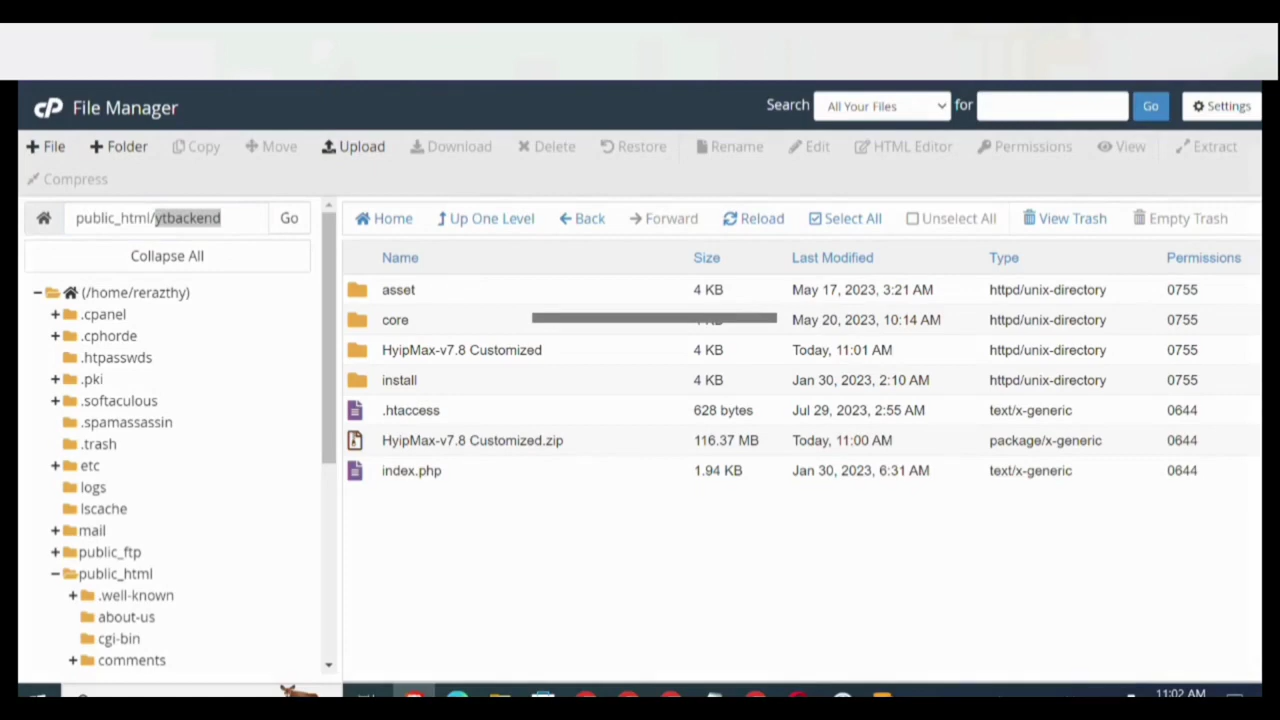 cP File Manager
Search All Your Files for Go Settings
File Folder Copy Move Upload Download Delete Restore Rename Edit HTML Editor Permissions View Extract
Compress
public_html/ytbackend Go Home Up One Level Back Forward Reload Select All Unselect All View Trash Empty Trash
Collapse All
Name Size Last Modified Type Permissions
asset 4 KB May 17, 2023, 3:21 AM httpd/unix-directory 0755
core May 20, 2023, 10:14 AM httpd/unix-directory 0755
HyipMax-v7.8 Customized 4 KB Today, 11:01 AM httpd/unix-directory 0755
install 4 KB Jan 30, 2023, 2:10 AM httpd/unix-directory 0755
.htaccess 628 bytes Jul 29, 2023, 2:55 AM text/x-generic 0644
HyipMax-v7.8 Customized.zip 116.37 MB Today, 11:00 AM package/x-generic 0644
index.php 1.94 KB Jan 30, 2023, 6:31 AM text/x-generic 0644
(/home/rerazthy)
.cpanel
.cphorde
.htpasswds
.pki
.softaculous
.spamassassin
.trash
etc
logs
lscache
mail
public_ftp
public_html
.well-known
about-us
cgi-bin
comments
11:02 AM